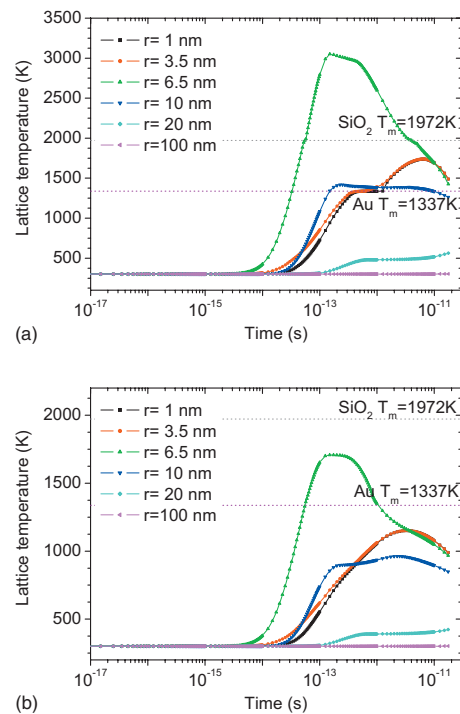 3500
3000
2500
2000
1500
1000
500
Lattice temperature (K)
r= 1 nm
r= 3.5 nm
r= 6.5 nm
r= 10 nm
r= 20 nm
r=100 nm
SiO2 Tm=1972K
Au Tm=1337K
10-17
10-15
10-13
10-11
Time (s)
(a)
2000
1500
1000
500
Lattice temperature (K)
r= 1 nm
r= 3.5 nm
r= 6.5 nm
r= 10 nm
r= 20 nm
r=100 nm
SiO2 Tm=1972K
Au Tm=1337K
10-17
10-15
10-13
10-11
Time (s)
(b)